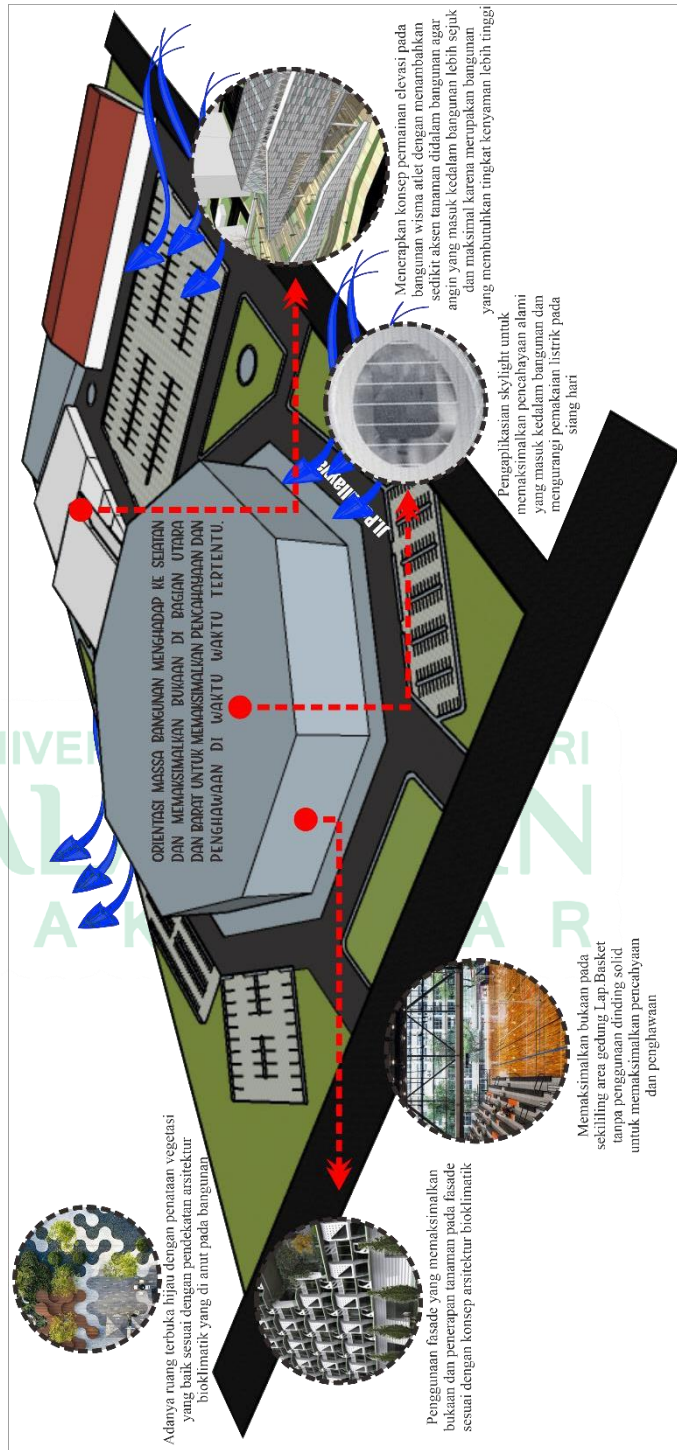 Adanya ruang terbuka hijau dengan penataan vegetasi
yang baik sesuai dengan pendekatan arsitektur
bioklimatik yang di anut pada bangunan
Penggunaan fasade yang memaksimalkan
bukaan dan penerapan tanaman pada fasade
sesuai dengan konsep arsitektur bioklimatik
Memaksimalkan bukaan pada
sekililing area gedung Lap.Basket
tanpa penggunaan dinding solid
untuk memaksimalkan pencahyaan
dan penghawaan
ORIENTASI MASSA BANGUNAN MENGHADAP KE SELATAN
DAN MEMAKSIMALKAN BUKAAN DI BAGIAN UTARA
DAN BARAT UNTUK MEMAKSIMALKAN PENCAHAYAAN DAN
PENGHAWAAN DI WAKTU WAKTU TERTENTU.
Pengaplikasian skylight untuk
memaksimalkan pencahayaan alami
yang masuk kedalam bangunan dan
mengurangi pemakaian listrik pada
siang hari
Menerapkan konsep permainan elevasi pada
bangunan wisma atlet dengan menambahkan
sedikit aksen tanaman didalam bangunan agar
angin yang masuk kedalam bangunan lebih sejuk
dan maksimal karena merupakan bangunan
yang membutuhkan tingkat kenyaman lebih tinggi